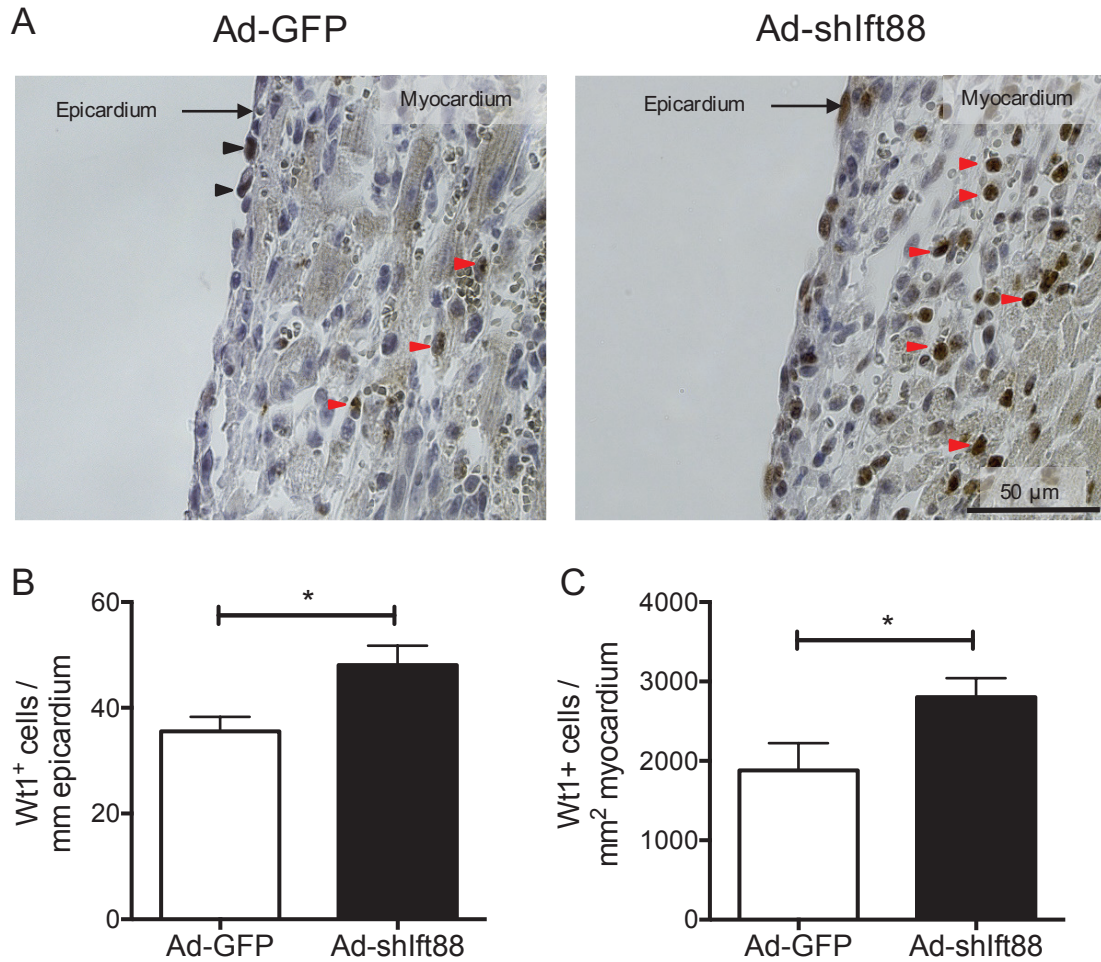 A
Ad-GFP
Ad-shIft88
Epicardium
Myocardium
Epicardium
Myocardium
50 µm
B
60
40
20
0
Wt1+ cells /
mm epicardium
*
Ad-GFP
Ad-shIft88
C
4000
3000
2000
1000
0
Wt1+ cells /
mm2 myocardium
*
Ad-GFP
Ad-shIft88